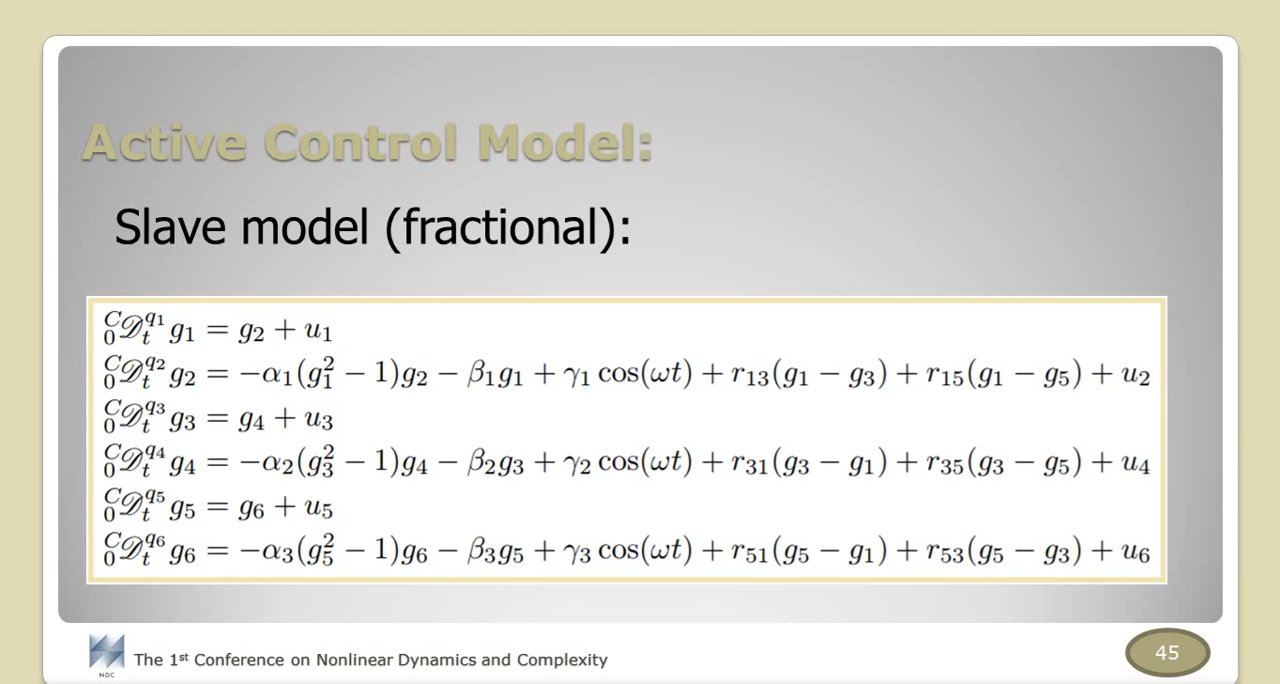 Active Control Model:
Slave model (fractional):
$^{C}_{0}\mathscr{D}^{q_1}_{t} g_1 = g_2 + u_1$
$^{C}_{0}\mathscr{D}^{q_2}_{t} g_2 = -\alpha_1(g_1^2 - 1)g_2 - \beta_1 g_1 + \gamma_1 \cos(\omega t) + r_{13}(g_1 - g_3) + r_{15}(g_1 - g_5) + u_2$
$^{C}_{0}\mathscr{D}^{q_3}_{t} g_3 = g_4 + u_3$
$^{C}_{0}\mathscr{D}^{q_4}_{t} g_4 = -\alpha_2(g_3^2 - 1)g_4 - \beta_2 g_3 + \gamma_2 \cos(\omega t) + r_{31}(g_3 - g_1) + r_{35}(g_3 - g_5) + u_4$
$^{C}_{0}\mathscr{D}^{q_5}_{t} g_5 = g_6 + u_5$
$^{C}_{0}\mathscr{D}^{q_6}_{t} g_6 = -\alpha_3(g_5^2 - 1)g_6 - \beta_3 g_5 + \gamma_3 \cos(\omega t) + r_{51}(g_5 - g_1) + r_{53}(g_5 - g_3) + u_6$
NDC
The 1st Conference on Nonlinear Dynamics and Complexity
45